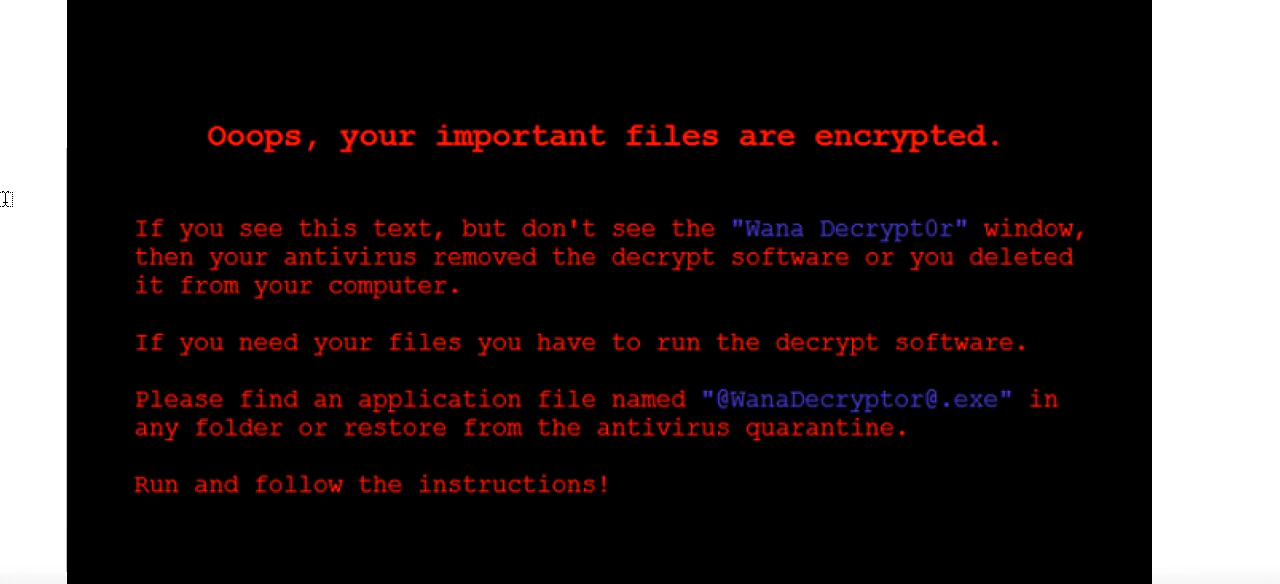 Ooops, your important files are encrypted.
If you see this text, but don't see the "Wana Decrypt0r" window,
then your antivirus removed the decrypt software or you deleted
it from your computer.
If you need your files you have to run the decrypt software.
Please find an application file named "@WanaDecryptor@.exe" in
any folder or restore from the antivirus quarantine.
Run and follow the instructions!